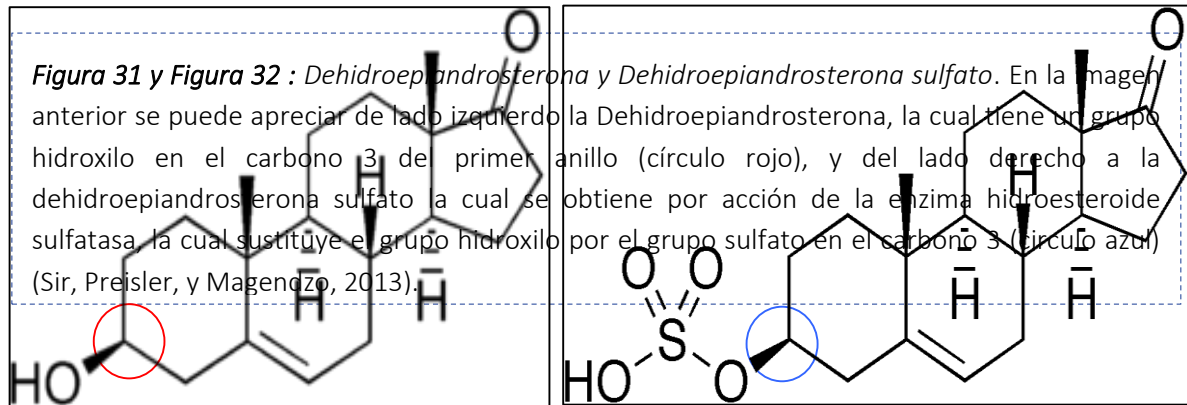 Figura 31 y Figura 32 : Dehidroepiandrosterona y Dehidroepiandrosterona sulfato. En la imagen
anterior se puede apreciar de lado izquierdo la Dehidroepiandrosterona, la cual tiene un grupo
hidroxilo en el carbono 3 del primer anillo (círculo rojo), y del lado derecho a la
dehidroepiandrosterona sulfato la cual se obtiene por acción de la enzima hidroesteroide
sulfatasa, la cual sustituye el grupo hidroxilo por el grupo sulfato en el carbono 3 (círculo azul)
(Sir, Preisler, y Magendzo, 2013).
O
H
H
H
HO
O
H
H
H
O O
S
HO O